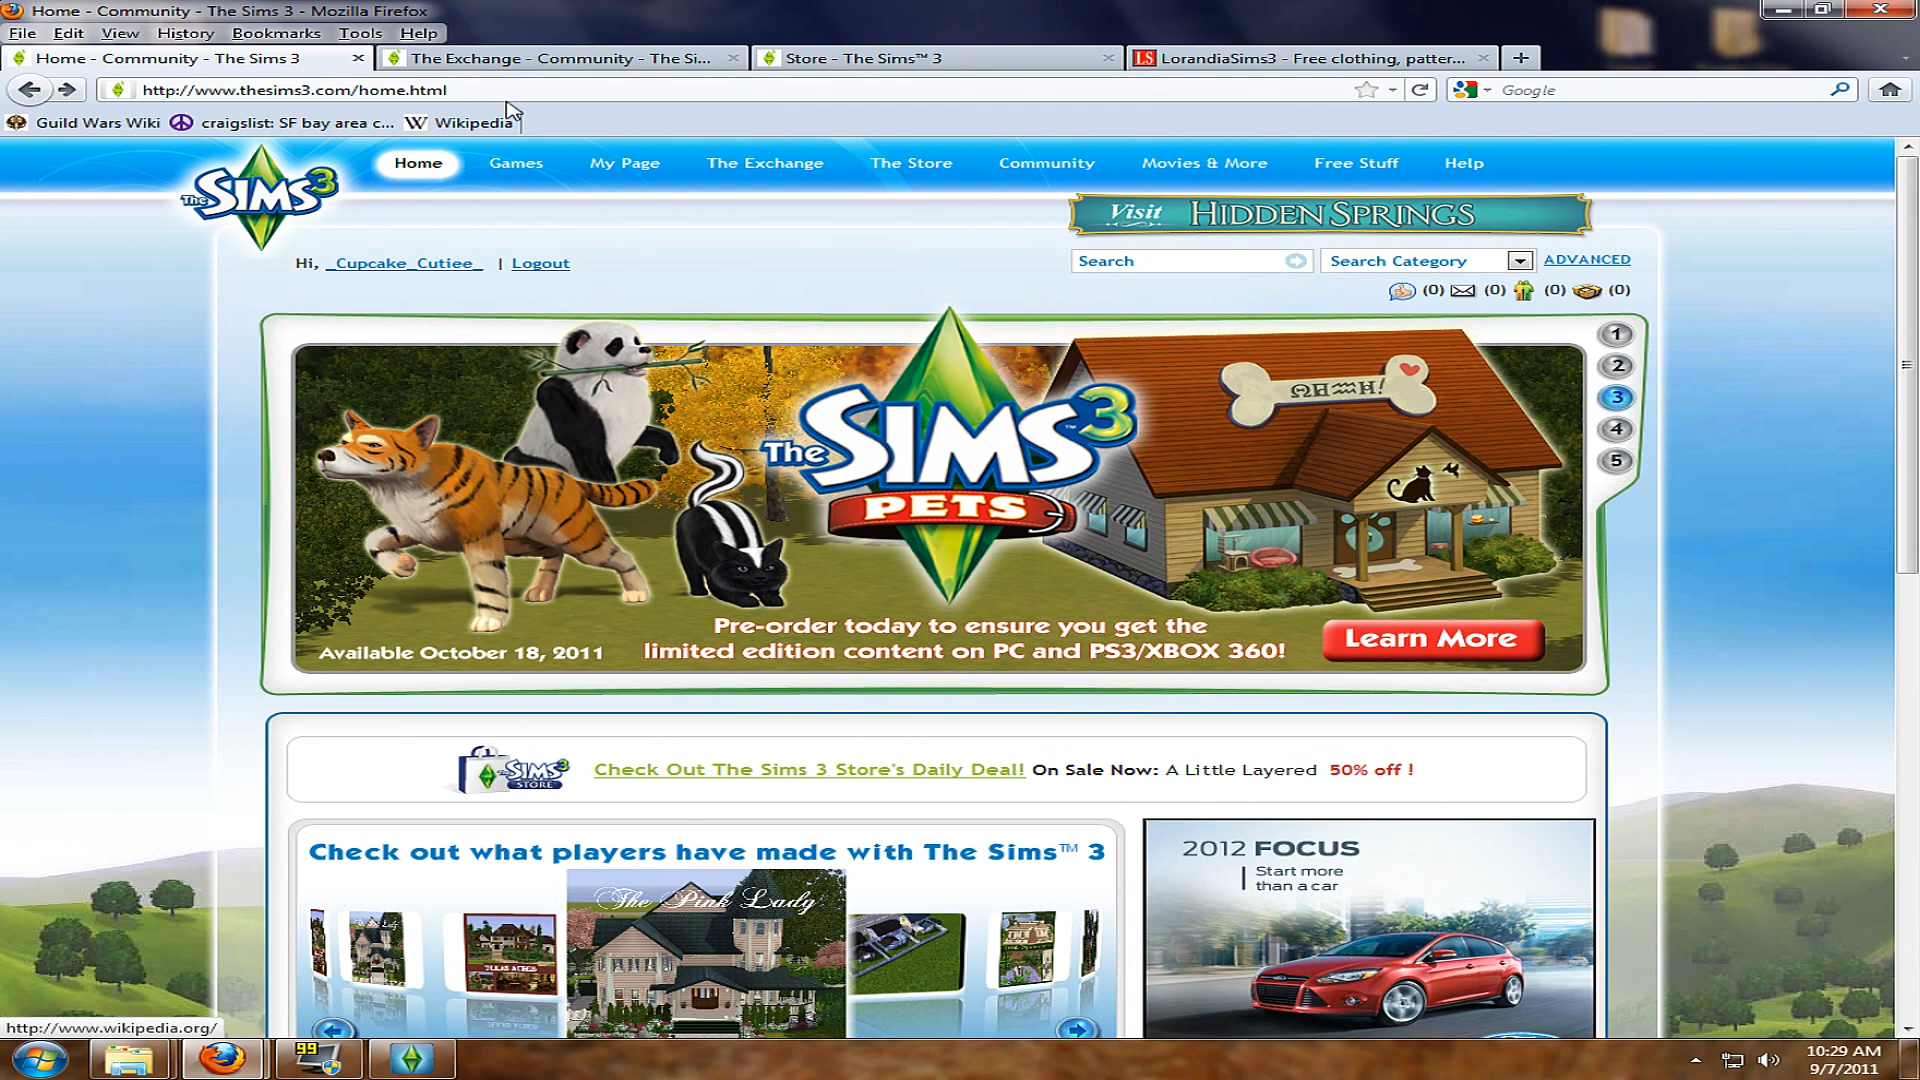 Home - Community - The Sims 3 - Mozilla Firefox
File Edit View History Bookmarks Tools Help
Home - Community - The Sims 3
The Exchange - Community - The Si...
Store - The Sims™ 3
LS LorandiaSims3 - Free clothing, patter...
http://www.thesims3.com/home.html
Google
Guild Wars Wiki craigslist: SF bay area c... W Wikipedia
The SIMS 3
Home Games My Page The Exchange The Store Community Movies & More Free Stuff Help
Visit HIDDEN SPRINGS
Hi, _Cupcake_Cutiee_ | Logout
Search Search Category ADVANCED
(0) (0) (0) (0)
1
2
3
4
5
The SIMS 3
PETS
Pre-order today to ensure you get the
limited edition content on PC and PS3/XBOX 360!
Available October 18, 2011
Learn More
The SIMS 3
STORE
Check Out The Sims 3 Store's Daily Deal! On Sale Now: A Little Layered 50% off !
Check out what players have made with The Sims™ 3
The Pink Lady
2012 FOCUS
Start more
than a car
http://www.wikipedia.org/
99
10:29 AM
9/7/2011